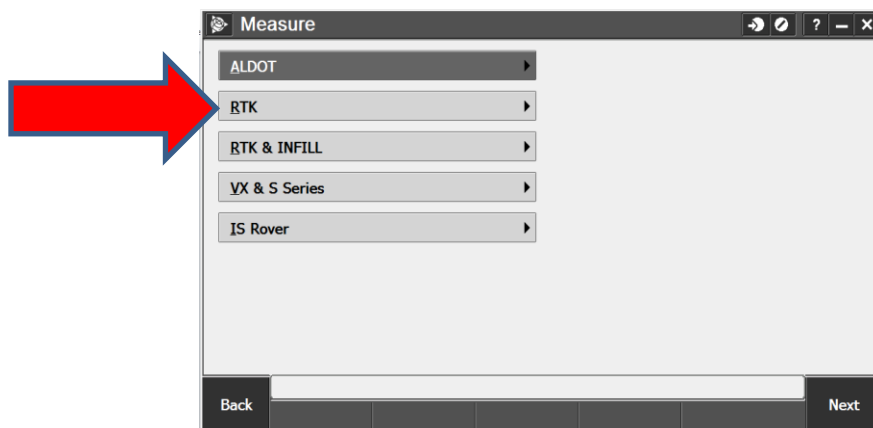 Measure
?
ALDOT
RTK
RTK & INFILL
VX & S Series
IS Rover
Back
Next